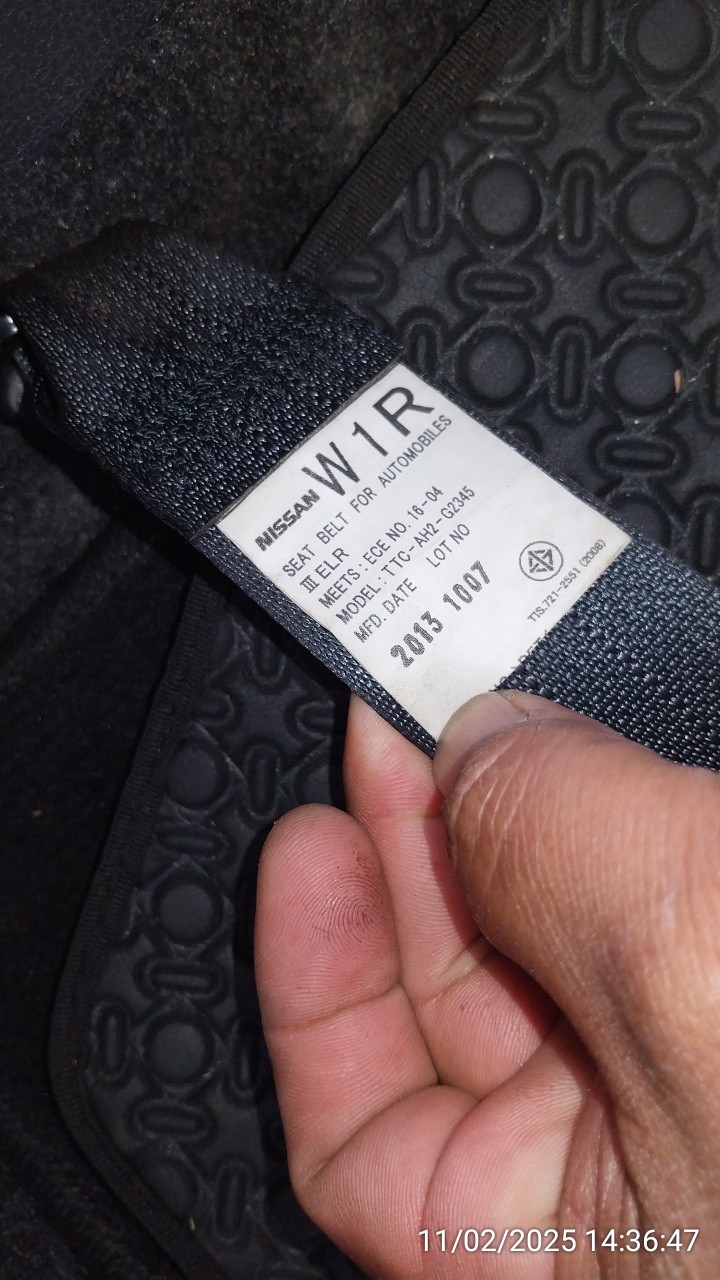 NISSAN W1R
SEAT BELT FOR AUTOMOBILES
III ELR
MEETS : ECE NO. 16-04
MODEL : TTC-AH2-G2345
MFD. DATE LOT NO
2013 1007
TIS.721-2551 (2008)
11/02/2025 14:36:47